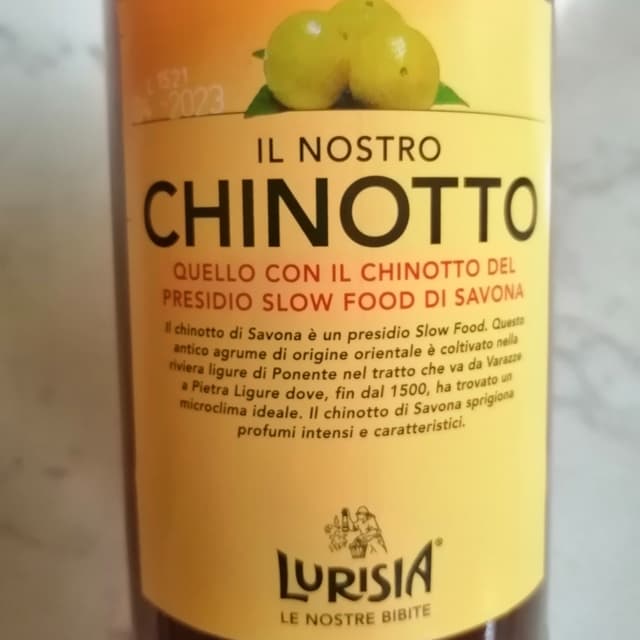 1521
2023
IL NOSTRO
CHINOTTO
QUELLO CON IL CHINOTTO DEL
PRESIDIO SLOW FOOD DI SAVONA
Il chinotto di Savona è un presidio Slow Food. Questo
antico agrume di origine orientale è coltivato nella
riviera ligure di Ponente nel tratto che va da Varazze
a Pietra Ligure dove, fin dal 1500, ha trovato un
microclima ideale. Il chinotto di Savona sprigiona
profumi intensi e caratteristici.
LURISIA®
LE NOSTRE BIBITE